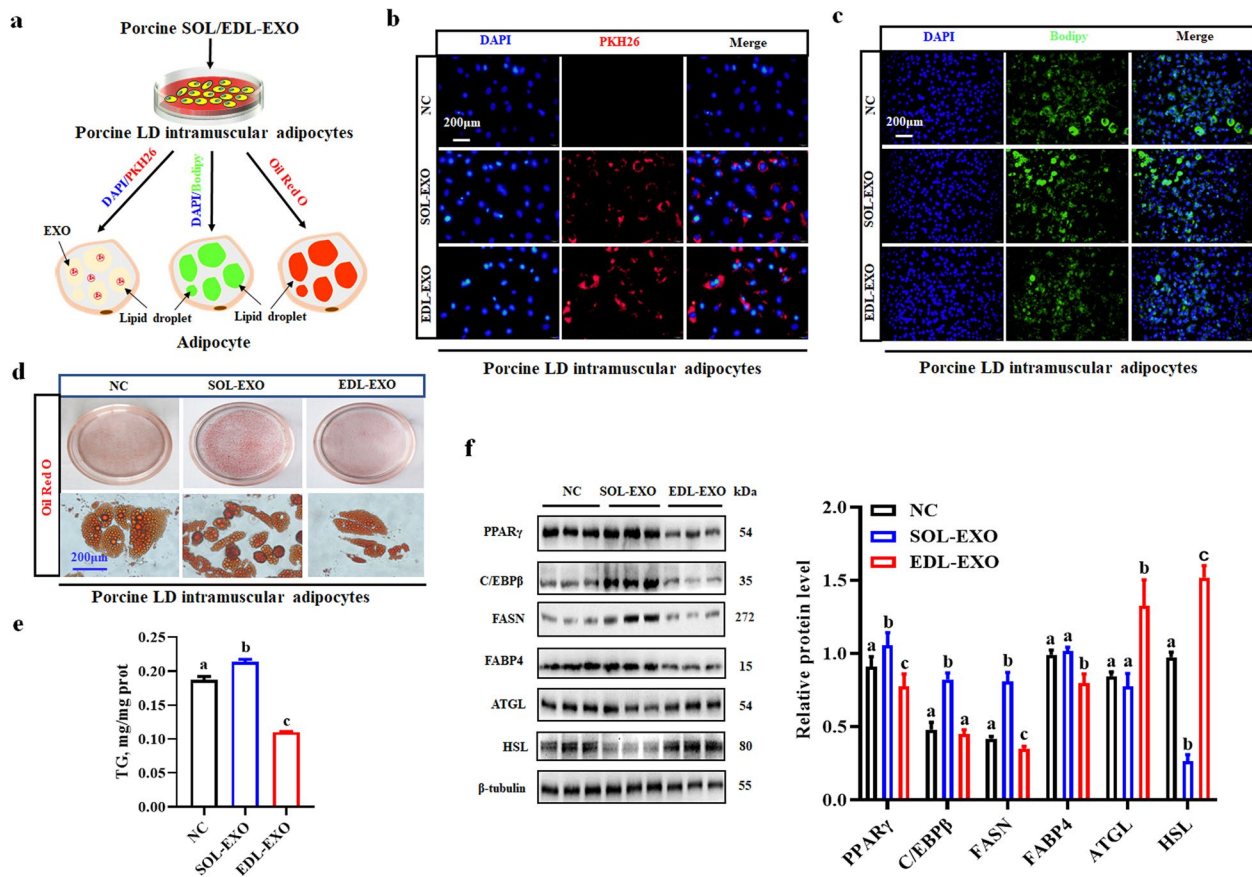 a
Porcine SOL/EDL-EXO
Porcine LD intramuscular adipocytes
DAPI/PKH26
DAPI/Bodipy
Oil Red O
EXO
Lipid droplet
Lipid droplet
Adipocyte
b
DAPI PKH26 Merge
NC
200μm
SOL-EXO
EDL-EXO
Porcine LD intramuscular adipocytes
c
DAPI Bodipy Merge
NC
200μm
SOL-EXO
EDL-EXO
Porcine LD intramuscular adipocytes
d
NC SOL-EXO EDL-EXO
Oil Red O
200μm
Porcine LD intramuscular adipocytes
e
TG, mg/mg prot
0.25
0.20
0.15
0.10
0.05
0.00
a b c
NC SOL-EXO EDL-EXO
f
NC SOL-EXO EDL-EXO kDa
PPARγ 54
C/EBPβ 35
FASN 272
FABP4 15
ATGL 54
HSL 80
β-tubulin 55
Relative protein level
2.0
1.5
1.0
0.5
0.0
NC
SOL-EXO
EDL-EXO
a b c a b a a b c a a b a a b a b c
PPARγ C/EBPβ FASN FABP4 ATGL HSL